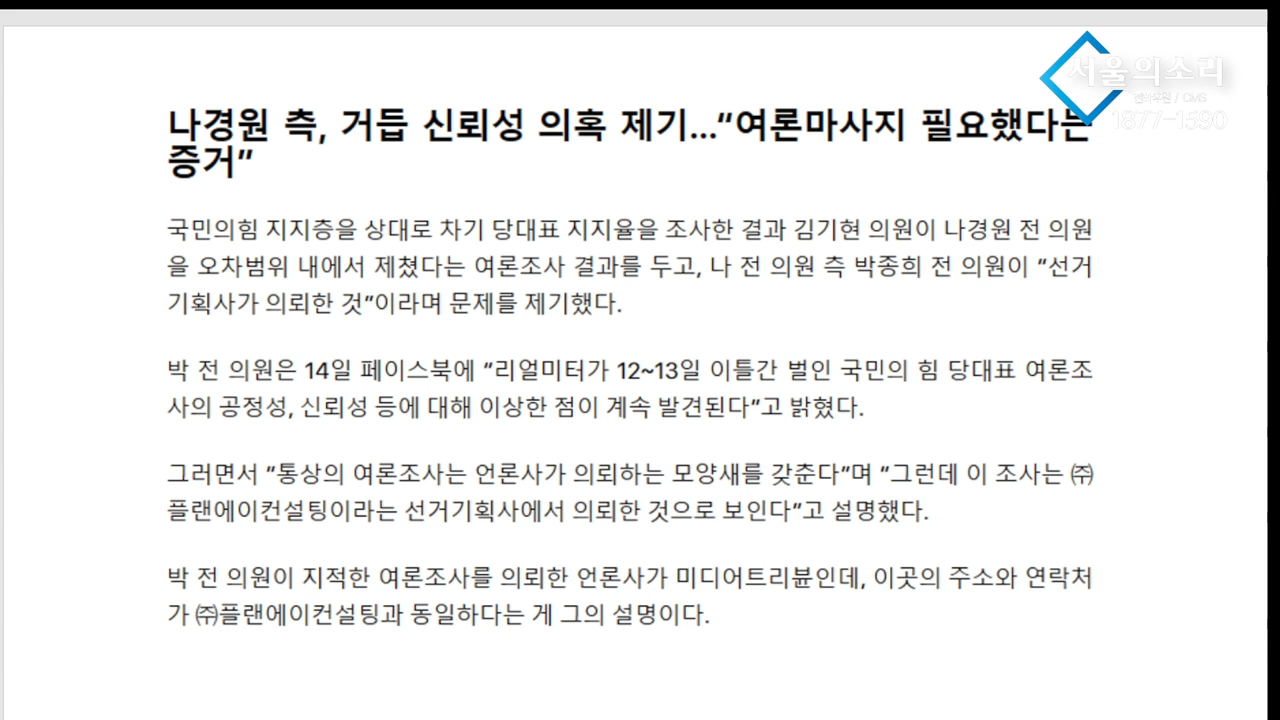 서울의소리
1877-1590
나경원 측, 거듭 신뢰성 의혹 제기...“여론마사지 필요했다는
증거”
국민의힘 지지층을 상대로 차기 당대표 지지율을 조사한 결과 김기현 의원이 나경원 전 의원
을 오차범위 내에서 제쳤다는 여론조사 결과를 두고, 나 전 의원 측 박종희 전 의원이 “선거
기획사가 의뢰한 것”이라며 문제를 제기했다.
박 전 의원은 14일 페이스북에 “리얼미터가 12~13일 이틀간 벌인 국민의 힘 당대표 여론조
사의 공정성, 신뢰성 등에 대해 이상한 점이 계속 발견된다”고 밝혔다.
그러면서 “통상의 여론조사는 언론사가 의뢰하는 모양새를 갖춘다”며 “그런데 이 조사는 ㈜
플랜에이컨설팅이라는 선거기획사에서 의뢰한 것으로 보인다”고 설명했다.
박 전 의원이 지적한 여론조사를 의뢰한 언론사가 미디어트리뷴인데, 이곳의 주소와 연락처
가 ㈜플랜에이컨설팅과 동일하다는 게 그의 설명이다.